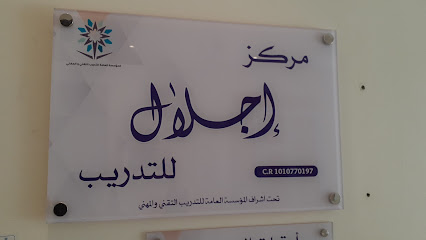 مركز
إجلال
للتدريب
C.R 1010770197
تحت اشراف المؤسسة العامة للتدريب التقني والمهني